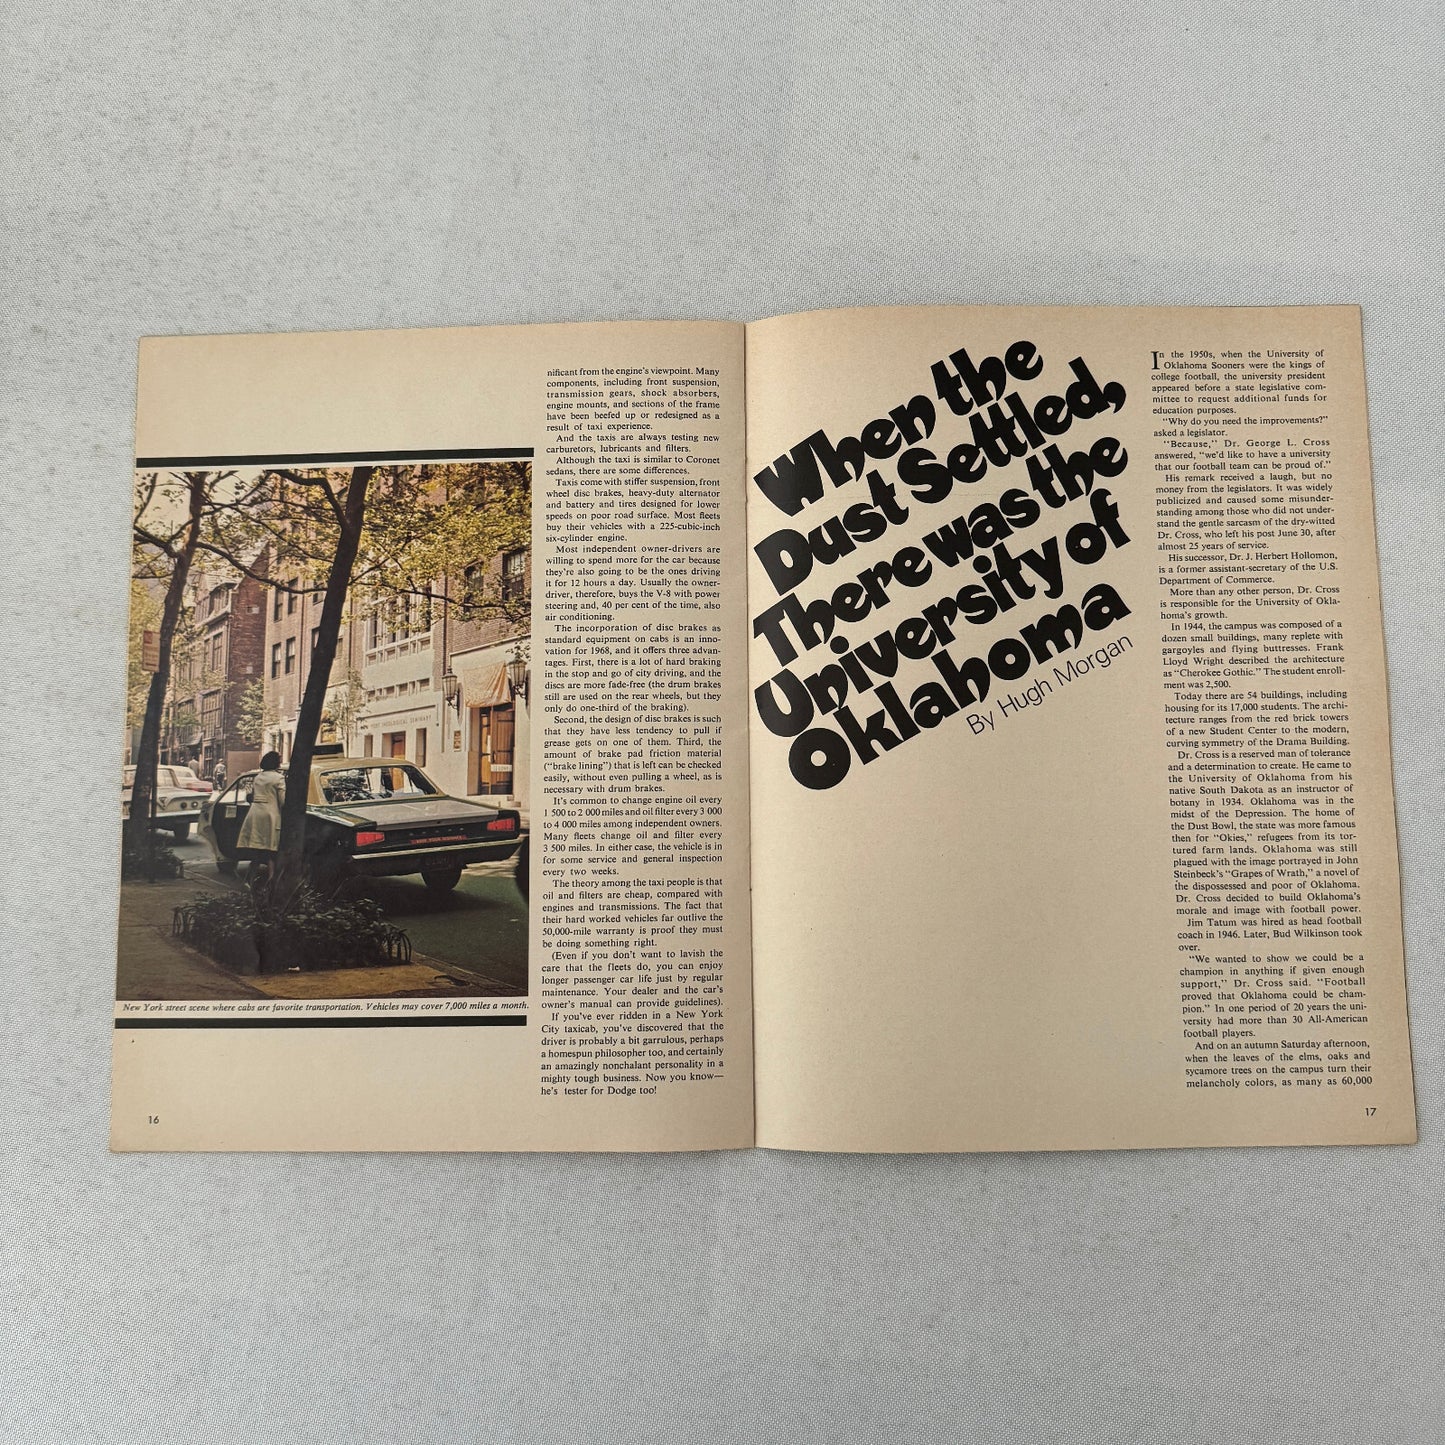 nificant from the engine's viewpoint. Many
components, including front suspension,
transmission gears, shock absorbers,
engine mounts, and sections of the frame
have been beefed up or redesigned as a
result of taxi experience.
And the taxis are always testing new
carburetors, lubricants and filters.
Although the taxi is similar to Coronet
sedans, there are some differences.
Taxis come with stiffer suspension, front
wheel disc brakes, heavy-duty alternator
and battery and tires designed for lower
speeds on poor road surface. Most fleets
buy their vehicles with a 225-cubic-inch
six-cylinder engine.
Most independent owner-drivers are
willing to spend more for the car because
they're also going to be the ones driving
it for 12 hours a day. Usually the owner-
driver, therefore, buys the V-8 with power
steering and, 40 per cent of the time, also
air conditioning.
The incorporation of disc brakes as
standard equipment on cabs is an inno-
vation for 1968, and it offers three advan-
tages. First, there is a lot of hard braking
in the stop and go of city driving, and the
discs are more fade-free (the drum brakes
still are used on the rear wheels, but they
only do one-third of the braking).
Second, the design of disc brakes is such
that they have less tendency to pull if
grease gets on one of them. Third, the
amount of brake pad friction material
("brake lining") that is left can be checked
easily, without even pulling a wheel, as is
necessary with drum brakes.
It's common to change engine oil every
1 500 to 2 000 miles and oil filter every 3 000
to 4 000 miles among independent owners.
Many fleets change oil and filter every
3 500 miles. In either case, the vehicle is in
for some service and general inspection
every two weeks.
The theory among the taxi people is that
oil and filters are cheap, compared with
engines and transmissions. The fact that
their hard worked vehicles far outlive the
50,000-mile warranty is proof they must
be doing something right.
(Even if you don't want to lavish the
care that the fleets do, you can enjoy
longer passenger car life just by regular
maintenance. Your dealer and the car's
owner's manual can provide guidelines).
If you've ever ridden in a New York
City taxicab, you've discovered that the
driver is probably a bit garrulous, perhaps
a homespun philosopher too, and certainly
an amazingly nonchalant personality in a
mighty tough business. Now you know—
he's tester for Dodge too!
New York street scene where cabs are favorite transportation. Vehicles may cover 7,000 miles a month.
16
When the
Dust Settled,
There was the
University of
Oklahoma
By Hugh Morgan
In the 1950s, when the University of
Oklahoma Sooners were the kings of
college football, the university president
appeared before a state legislative com-
mittee to request additional funds for
education purposes.
"Why do you need the improvements?"
asked a legislator.
"Because," Dr. George L. Cross
answered, "we'd like to have a university
that our football team can be proud of."
His remark received a laugh, but no
money from the legislators. It was widely
publicized and caused some misunder-
standing among those who did not under-
stand the gentle sarcasm of the dry-witted
Dr. Cross, who left his post June 30, after
almost 25 years of service.
His successor, Dr. J. Herbert Hollomon,
is a former assistant-secretary of the U.S.
Department of Commerce.
More than any other person, Dr. Cross
is responsible for the University of Okla-
homa's growth.
In 1944, the campus was composed of a
dozen small buildings, many replete with
gargoyles and flying buttresses. Frank
Lloyd Wright described the architecture
as "Cherokee Gothic." The student enroll-
ment was 2,500.
Today there are 54 buildings, including
housing for its 17,000 students. The archi-
tecture ranges from the red brick towers
of a new Student Center to the modern,
curving symmetry of the Drama Building.
Dr. Cross is a reserved man of tolerance
and a determination to create. He came to
the University of Oklahoma from his
native South Dakota as an instructor of
botany in 1934. Oklahoma was in the
midst of the Depression. The home of
the Dust Bowl, the state was more famous
then for "Okies," refugees from its tor-
tured farm lands. Oklahoma was still
plagued with the image portrayed in John
Steinbeck's "Grapes of Wrath," a novel of
the dispossessed and poor of Oklahoma.
Dr. Cross decided to build Oklahoma's
morale and image with football power.
Jim Tatum was hired as head football
coach in 1946. Later, Bud Wilkinson took
over.
"We wanted to show we could be a
champion in anything if given enough
support," Dr. Cross said. "Football
proved that Oklahoma could be cham-
pion." In one period of 20 years the uni-
versity had more than 30 All-American
football players.
And on an autumn Saturday afternoon,
when the leaves of the elms, oaks and
sycamore trees on the campus turn their
melancholy colors, as many as 60,000
17